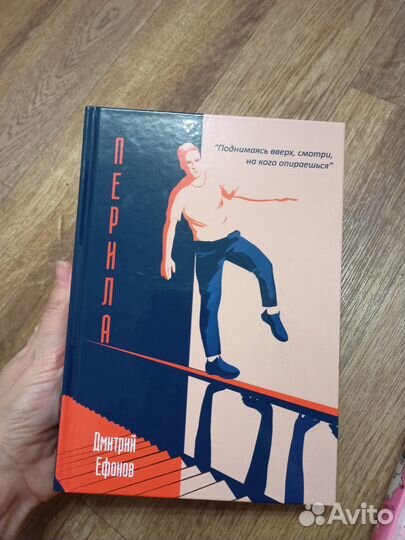 "Поднимаясь вверх, смотри,
на кого опираешься"
ПЕРИЛА
Дмитрий
Ефонов
Avito